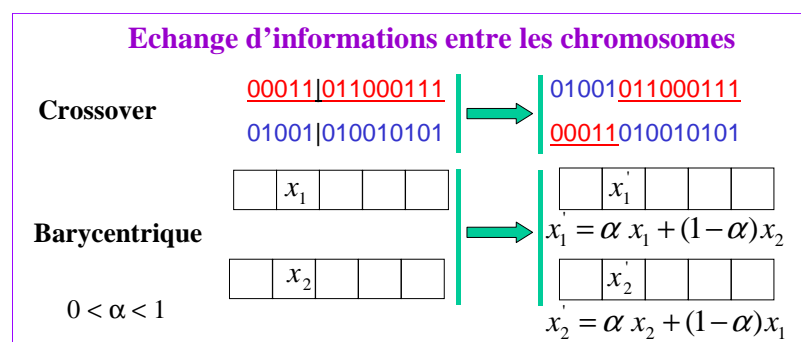 Echange d'informations entre les chromosomes
Crossover
00011|011000111
01001|010010101
01001011000111
00011010010101
Barycentrique
0 < α < 1
x₁
x₂
x₁'
x₁' = α x₁ + (1−α)x₂
x₂'
x₂' = α x₂ + (1−α)x₁